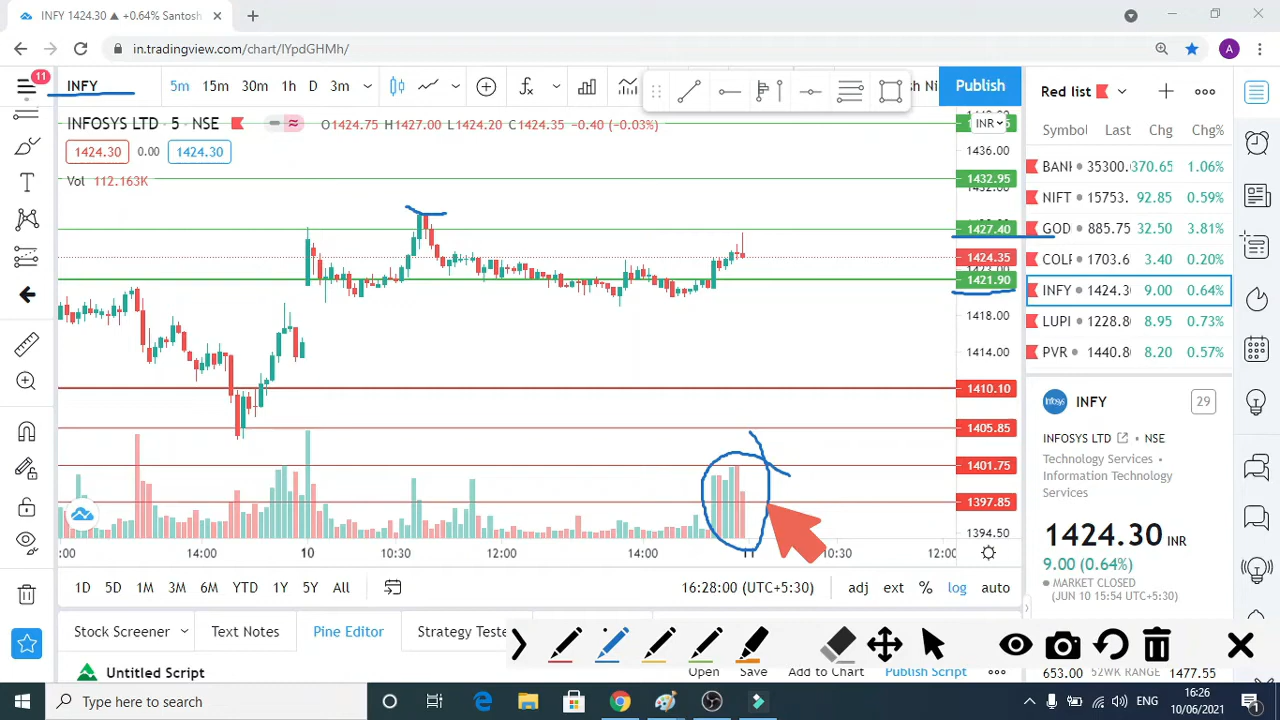 INFY 1424.30 ▲ +0.64% Santosh
in.tradingview.com/chart/IYpdGHMh/
A
11
INFY 5m 15m 30m 1h D 3m Publish
INFOSYS LTD · 5 · NSE O1424.75 H1427.00 L1424.20 C1424.35 -0.40 (-0.03%)
1424.30 0.00 1424.30
Vol 112.163K
INR
1436.00
1432.95
1427.40
1424.35
1421.90
1418.00
1414.00
1410.10
1405.85
1401.75
1397.85
1394.50
:00 14:00 10 10:30 12:00 14:00 11 10:30 12:00
1D 5D 1M 3M 6M YTD 1Y 5Y All 16:28:00 (UTC+5:30) adj ext % log auto
Stock Screener Text Notes Pine Editor Strategy Teste
Untitled Script Open Save Add to Chart Publish Script
Red list
Symbol Last Chg Chg%
BANK 35300. 370.65 1.06%
NIFT 15753. 92.85 0.59%
GOD 885.75 32.50 3.81%
COLF 1703.6 3.40 0.20%
INFY 1424.3 9.00 0.64%
LUPI 1228.8 8.95 0.73%
PVR 1440.8 8.20 0.57%
Infosys INFY 29
INFOSYS LTD NSE
Technology Services •
Information Technology
Services
1424.30 INR
9.00 (0.64%)
MARKET CLOSED
(JUN 10 15:54 UTC+5:30)
653.00 52WK RANGE 1477.55
Type here to search
ENG
16:26
10/06/2021
1